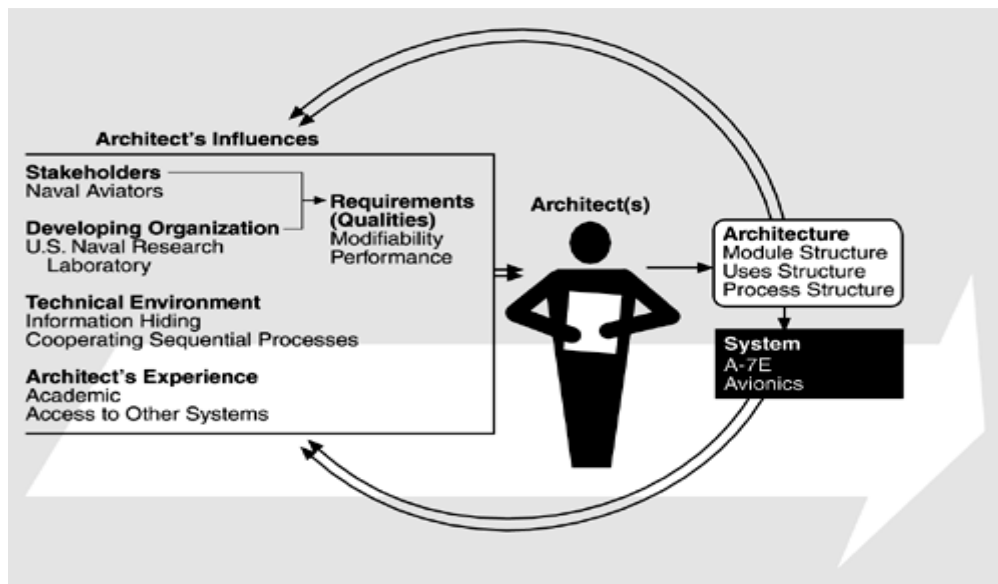 Architect's Influences
Stakeholders
Naval Aviators
Developing Organization
U.S. Naval Research
Laboratory
Requirements
(Qualities)
Modifiability
Performance
Technical Environment
Information Hiding
Cooperating Sequential Processes
Architect's Experience
Academic
Access to Other Systems
Architect(s)
Architecture
Module Structure
Uses Structure
Process Structure
System
A-7E
Avionics